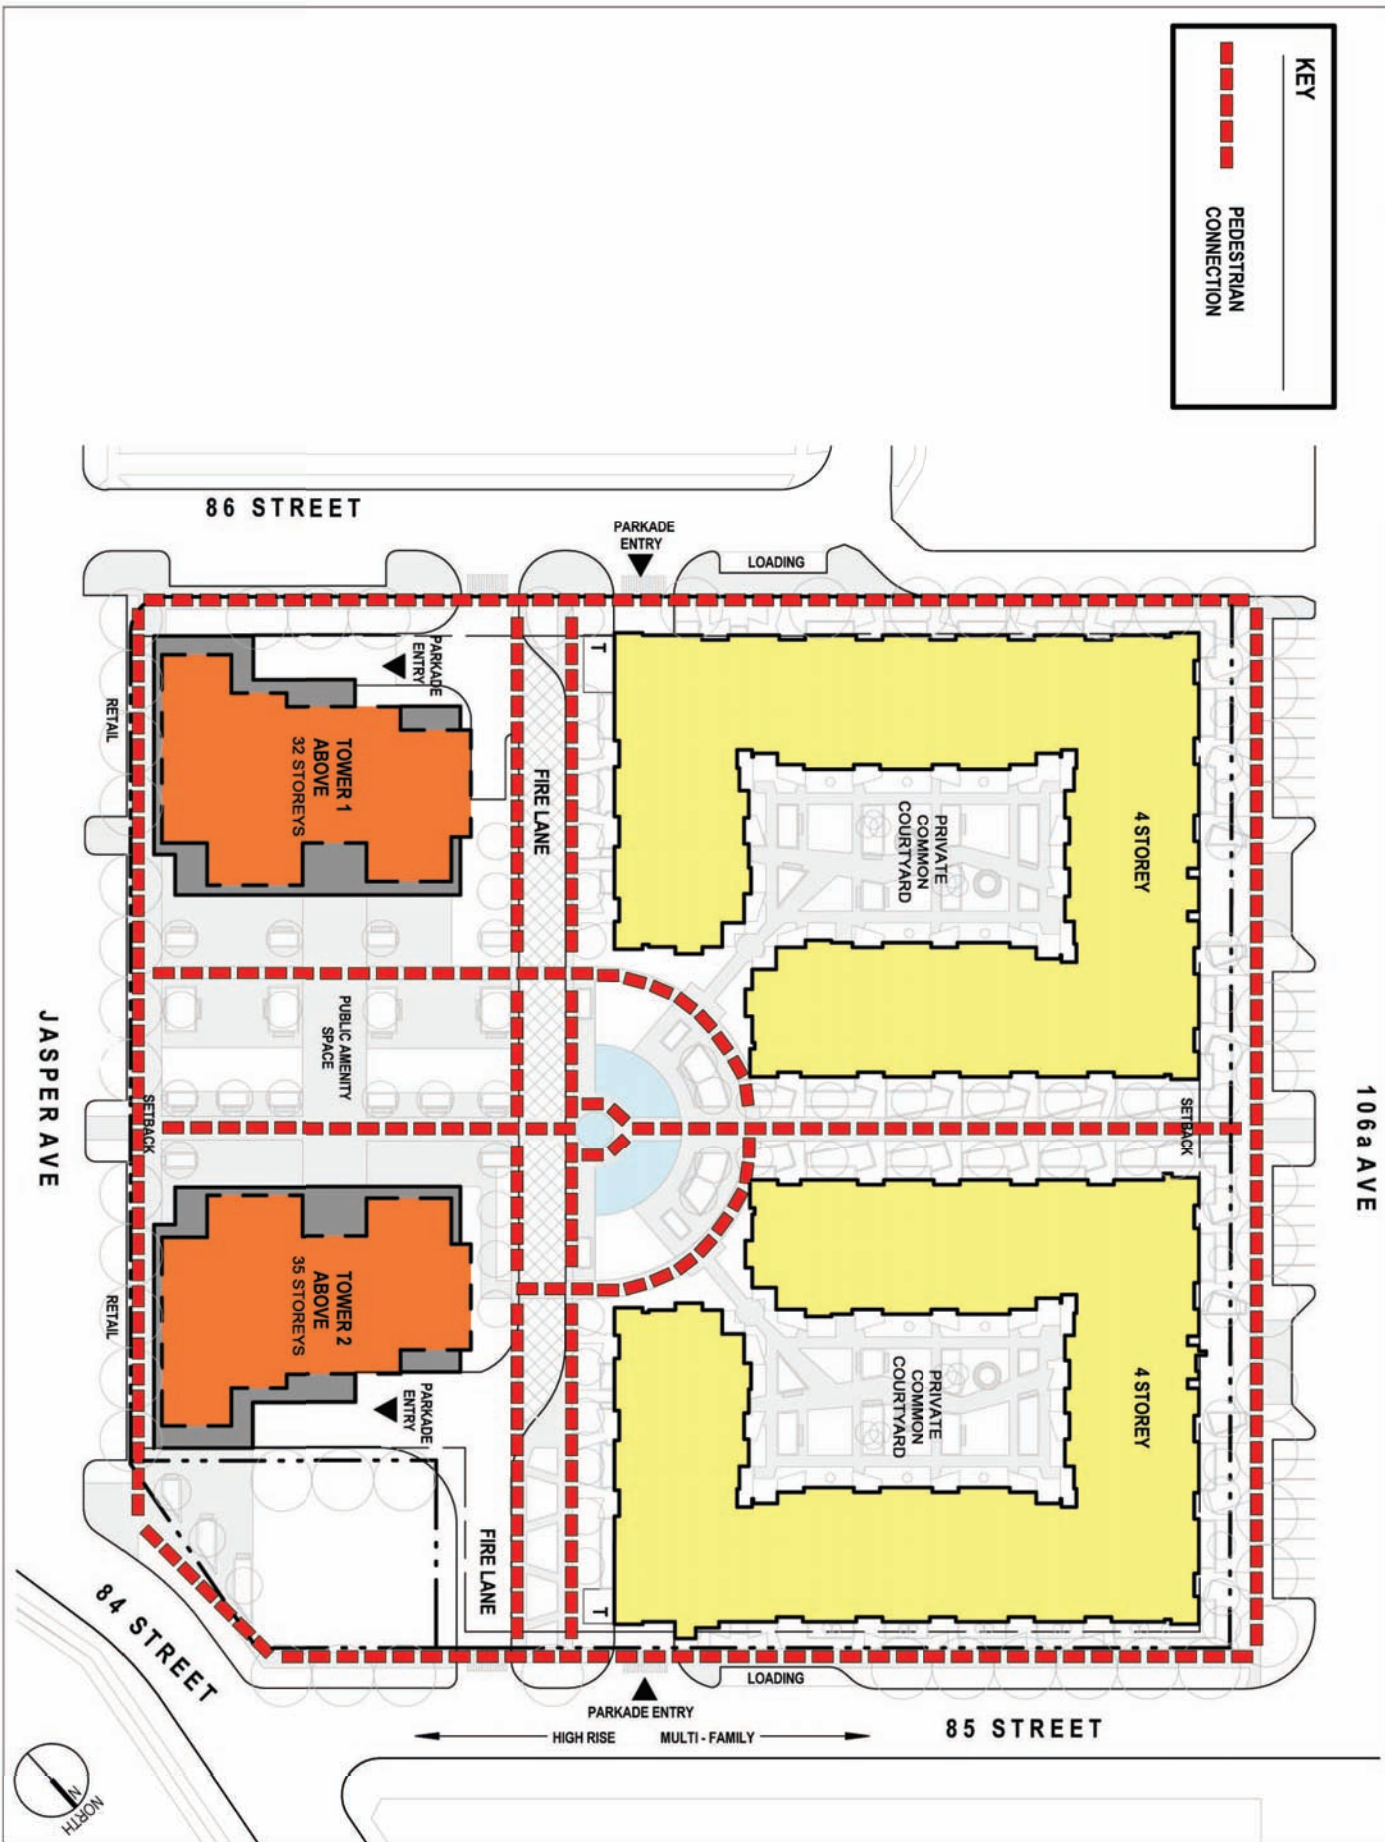 KEY
PEDESTRIAN
CONNECTION
86 STREET
PARKADE
ENTRY
LOADING
PARKADE
ENTRY
T
RETAIL
TOWER 1
ABOVE
32 STOREYS
FIRE LANE
PRIVATE
COMMON
COURTYARD
4 STOREY
PUBLIC AMENITY
SPACE
JASPER AVE
SETBACK
SETBACK
106a AVE
RETAIL
TOWER 2
ABOVE
35 STOREYS
PRIVATE
COMMON
COURTYARD
4 STOREY
PARKADE
ENTRY
FIRE LANE
T
84 STREET
LOADING
PARKADE ENTRY
HIGH RISE
MULTI - FAMILY
85 STREET
N
NORTH